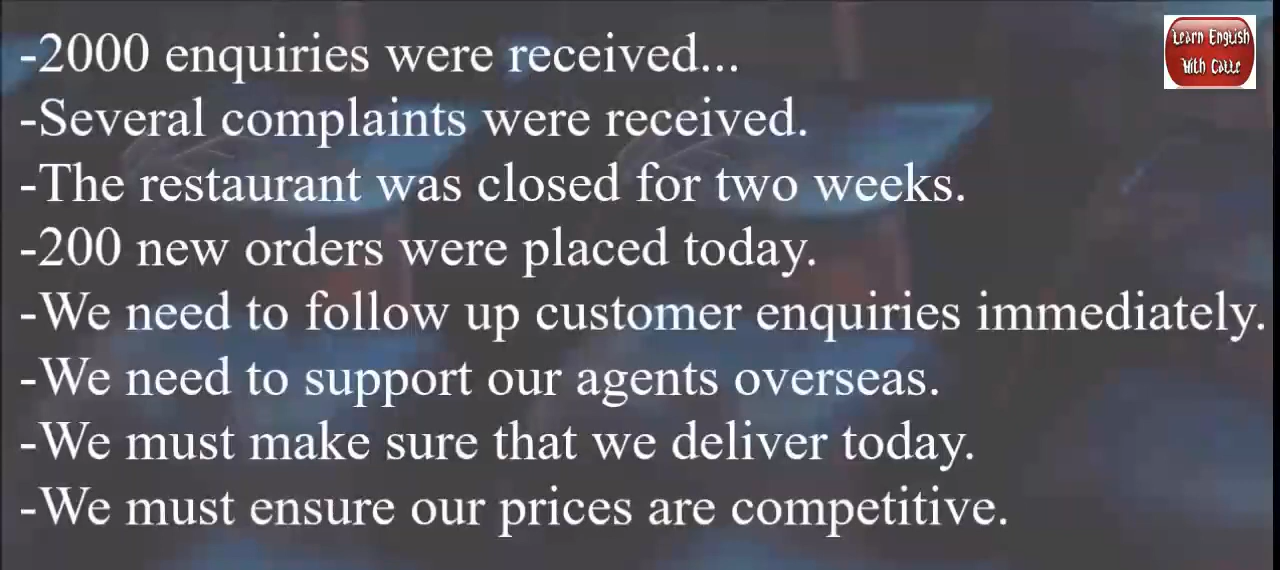 -2000 enquiries were received...
-Several complaints were received.
-The restaurant was closed for two weeks.
-200 new orders were placed today.
-We need to follow up customer enquiries immediately.
-We need to support our agents overseas.
-We must make sure that we deliver today.
-We must ensure our prices are competitive.
Learn English
With